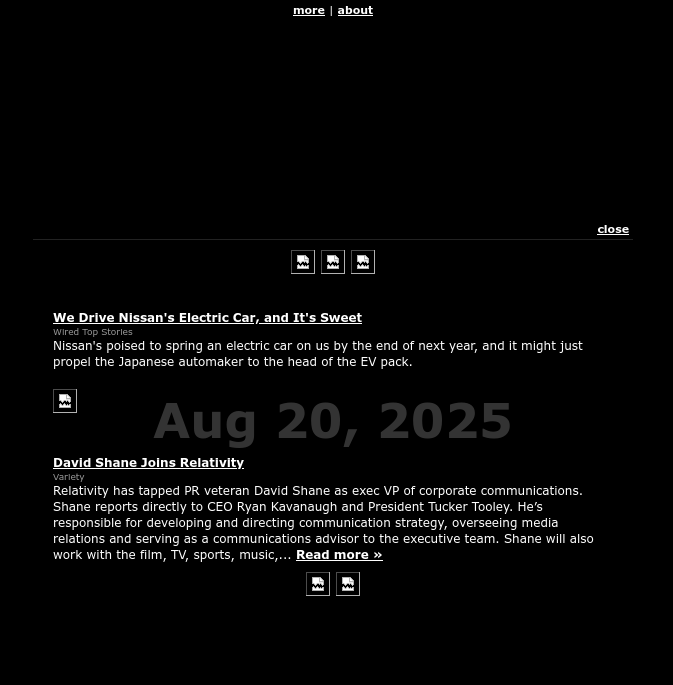 more | about
close
We Drive Nissan's Electric Car, and It's Sweet
Wired Top Stories
Nissan's poised to spring an electric car on us by the end of next year, and it might just
propel the Japanese automaker to the head of the EV pack.
Aug 20, 2025
David Shane Joins Relativity
Variety
Relativity has tapped PR veteran David Shane as exec VP of corporate communications.
Shane reports directly to CEO Ryan Kavanaugh and President Tucker Tooley. He’s
responsible for developing and directing communication strategy, overseeing media
relations and serving as a communications advisor to the executive team. Shane will also
work with the film, TV, sports, music,… Read more »